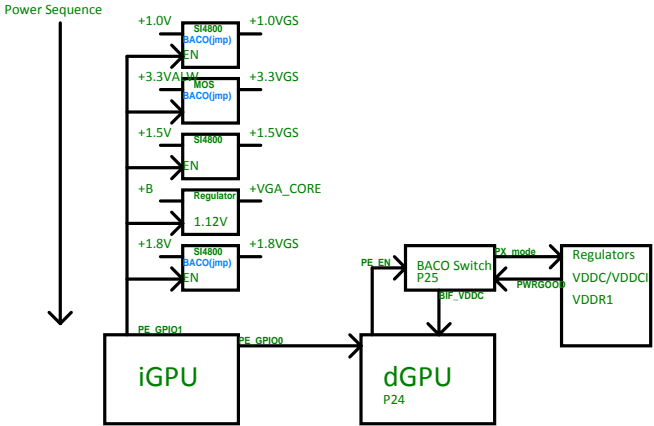 Power Sequence
+1.0V
SI4800
+1.0VGS
BACO(jmp)
EN
+3.3VALW
MOS
+3.3VGS
BACO(jmp)
+1.5V
SI4800
+1.5VGS
EN
+B
Regulator
+VGA_CORE
1.12V
+1.8V
SI4800
+1.8VGS
BACO(jmp)
EN
PE_GPIO1
iGPU
PE_GPIO0
PE_EN
BACO Switch
P25
BIF_VDDC
PX_mode
PWRGOOD
Regulators
VDDC/VDDCI
VDDR1
dGPU
P24